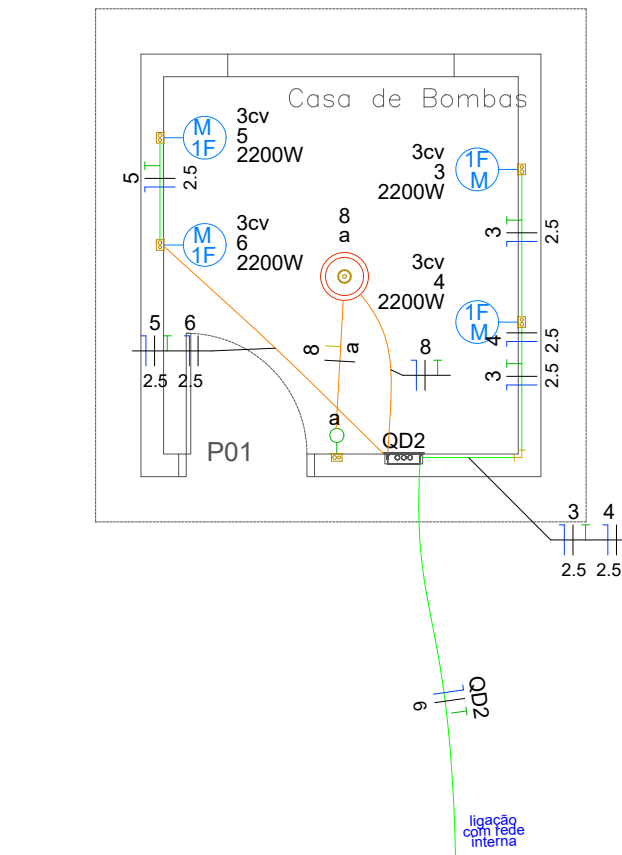 Casa de Bombas
M
1F
3cv
5
2200W
3cv
3
2200W
1F
M
5
2.5
M
1F
3cv
6
2200W
8
a
3
2.5
3cv
4
2200W
1F
M
4
2.5
5
6
2.5
2.5
8
a
8
3
2.5
a
QD2
P01
3
4
2.5
2.5
6
QD2
ligação
com rede
interna